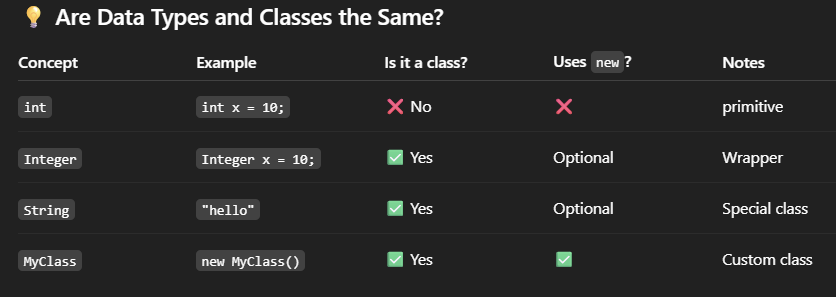 💡 Are Data Types and Classes the Same?
Concept Example Is it a class? Uses new? Notes
int int x = 10; ❌ No ❌ primitive
Integer Integer x = 10; ✅ Yes Optional Wrapper
String "hello" ✅ Yes Optional Special class
MyClass new MyClass() ✅ Yes ✅ Custom class